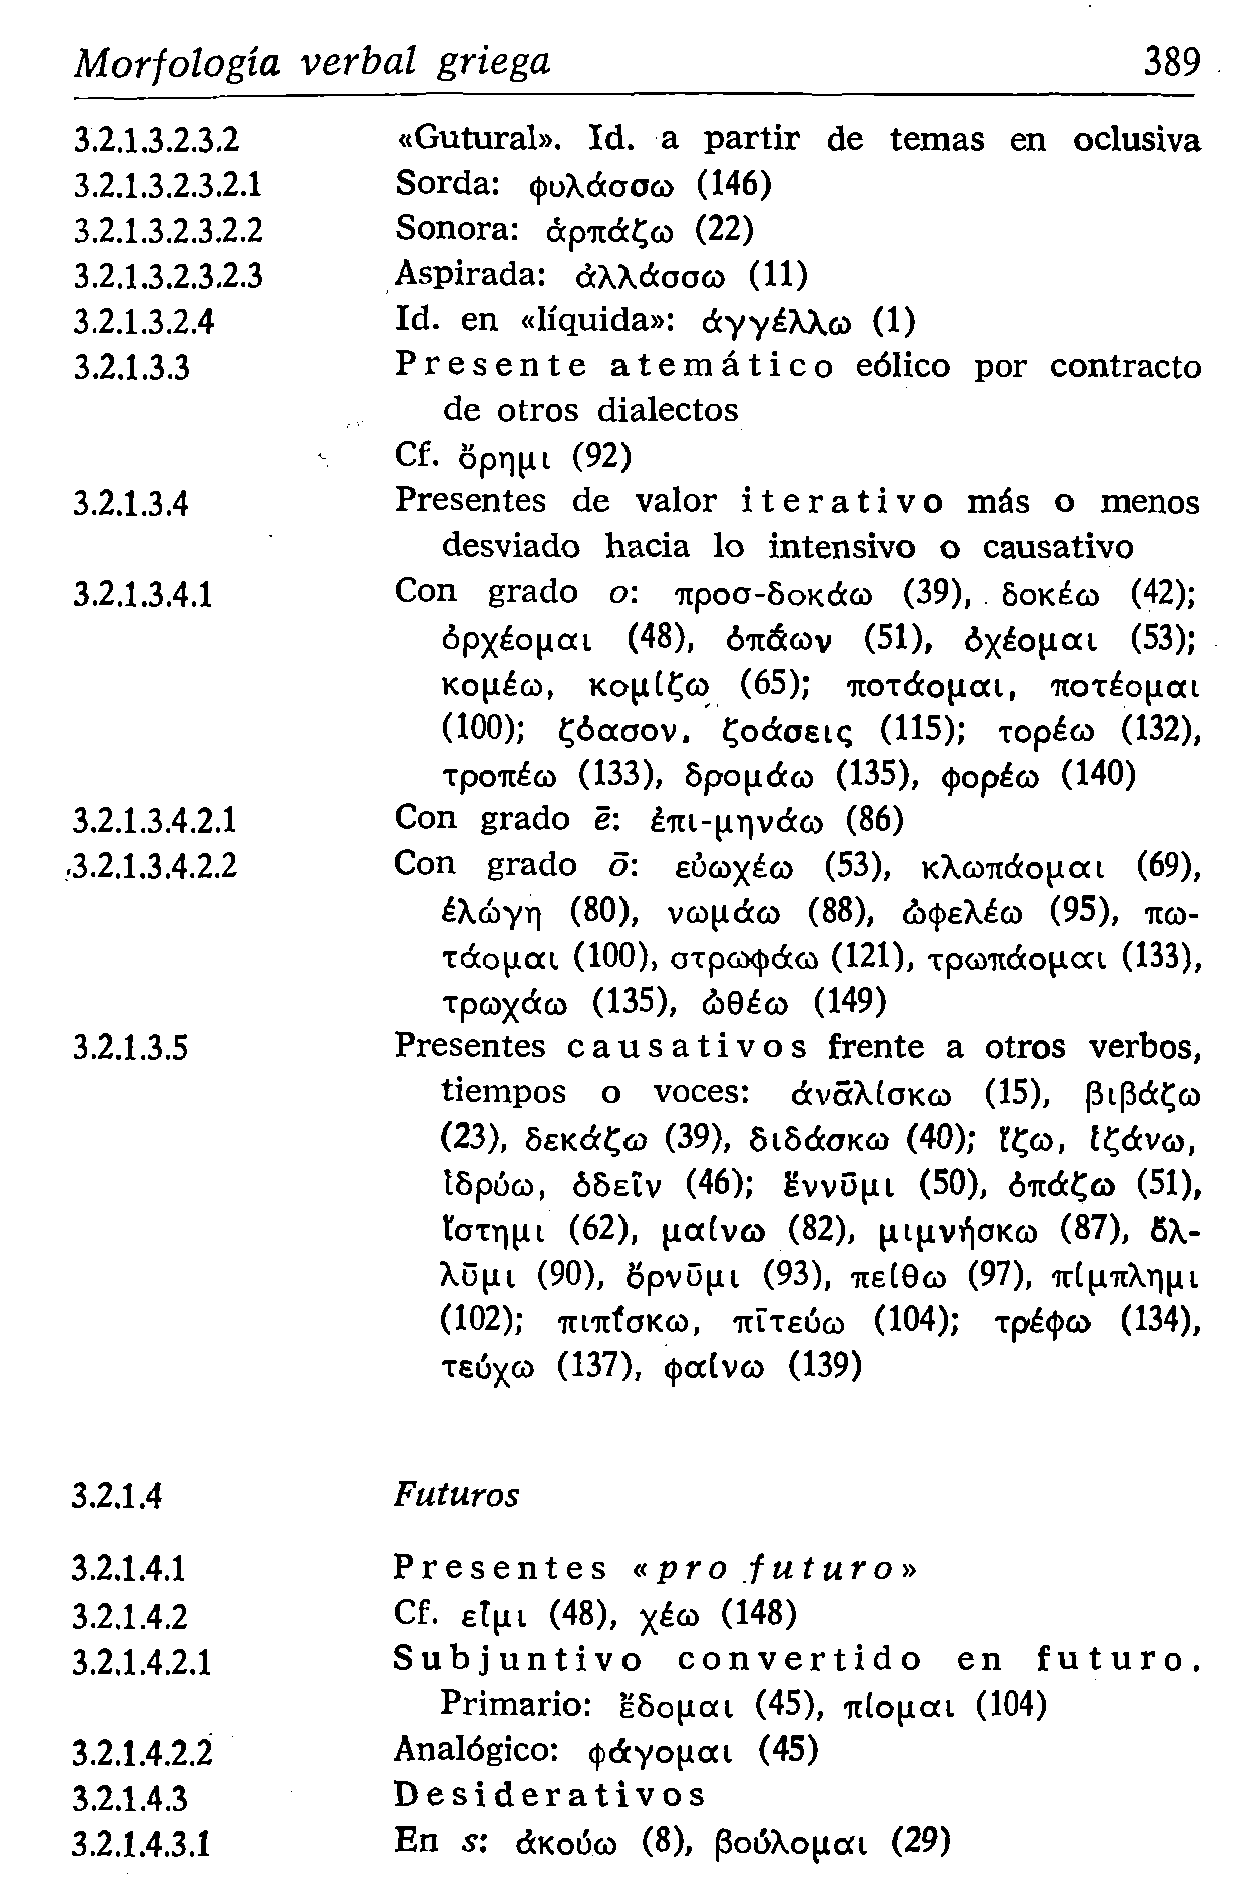 Morfología verbal griega 389
3.2.1.3.2.3.2 «Gutural». Id. a partir de temas en oclusiva
3.2.1.3.2.3.2.1 Sorda: φυλάσσω (146)
3.2.1.3.2.3.2.2 Sonora: ἁρπάζω (22)
3.2.1.3.2.3.2.3 Aspirada: ἀλλάσσω (11)
3.2.1.3.2.4 Id. en «líquida»: ἀγγέλλω (1)
3.2.1.3.3 Presente atemático eólico por contracto
de otros dialectos
Cf. ὄρημι (92)
3.2.1.3.4 Presentes de valor iterativo más o menos
desviado hacia lo intensivo o causativo
3.2.1.3.4.1 Con grado o: προσ-δοκάω (39), δοκέω (42);
ὀρχέομαι (48), ὀπάων (51), ὀχέομαι (53);
κομέω, κομίζω (65); ποτάομαι, ποτέομαι
(100); ζόασον, ζοάσεις (115); τορέω (132),
τροπέω (133), δρομάω (135), φορέω (140)
3.2.1.3.4.2.1 Con grado ē: ἐπι-μηνάω (86)
3.2.1.3.4.2.2 Con grado ō: εὐωχέω (53), κλωπάομαι (69),
ἐλώγη (80), νωμάω (88), ὠφελέω (95), πω-
τάομαι (100), στρωφάω (121), τρωπάομαι (133),
τρωχάω (135), ὠθέω (149)
3.2.1.3.5 Presentes causativos frente a otros verbos,
tiempos o voces: ἀνᾱλίσκω (15), βιβάζω
(23), δεκάζω (39), διδάσκω (40); ἵζω, ἱζάνω,
ἱδρύω, ὁδεῖν (46); ἕννῡμι (50), ὀπάζω (51),
ἵστημι (62), μαίνω (82), μιμνήσκω (87), ὄλ-
λῡμι (90), ὄρνῡμι (93), πείθω (97), πίμπλημι
(102); πιπῑ́σκω, πῑτεύω (104); τρέφω (134),
τεύχω (137), φαίνω (139)
3.2.1.4 Futuros
3.2.1.4.1 Presentes «pro futuro»
3.2.1.4.2 Cf. εἶμι (48), χέω (148)
3.2.1.4.2.1 Subjuntivo convertido en futuro.
Primario: ἔδομαι (45), πίομαι (104)
3.2.1.4.2.2 Analógico: φάγομαι (45)
3.2.1.4.3 Desiderativos
3.2.1.4.3.1 En s: ἀκούω (8), βούλομαι (29)